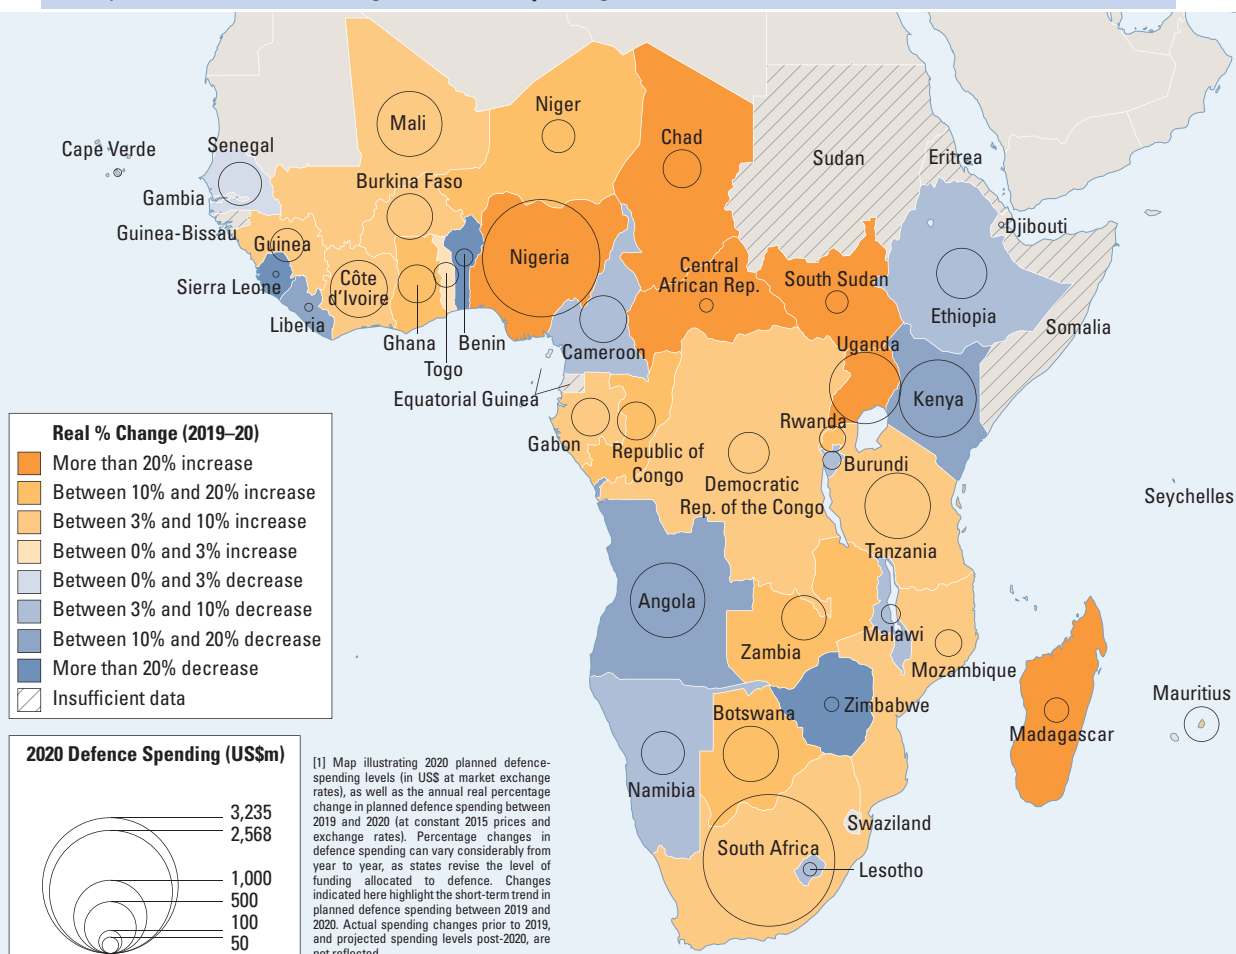 Cape Verde
Senegal
Gambia
Guinea-Bissau
Guinea
Sierra Leone
Liberia
Mali
Burkina Faso
Côte
d’Ivoire
Ghana
Togo
Benin
Niger
Nigeria
Chad
Cameroon
Equatorial Guinea
Central
African Rep.
Sudan
South Sudan
Eritrea
Djibouti
Ethiopia
Somalia
Uganda
Kenya
Rwanda
Burundi
Gabon
Republic of
Congo
Democratic
Rep. of the Congo
Tanzania
Seychelles
Angola
Zambia
Malawi
Mozambique
Zimbabwe
Botswana
Namibia
Madagascar
Mauritius
Swaziland
South Africa
Lesotho
Real % Change (2019–20)
More than 20% increase
Between 10% and 20% increase
Between 3% and 10% increase
Between 0% and 3% increase
Between 0% and 3% decrease
Between 3% and 10% decrease
Between 10% and 20% decrease
More than 20% decrease
Insufficient data
2020 Defence Spending (US$m)
3,235
2,568
1,000
500
100
50
[1] Map illustrating 2020 planned defence-
spending levels (in US$ at market exchange
rates), as well as the annual real percentage
change in planned defence spending between
2019 and 2020 (at constant 2015 prices and
exchange rates). Percentage changes in
defence spending can vary considerably from
year to year, as states revise the level of
funding allocated to defence. Changes
indicated here highlight the short-term trend in
planned defence spending between 2019 and
2020. Actual spending changes prior to 2019,
and projected spending levels post-2020, are
not reflected.